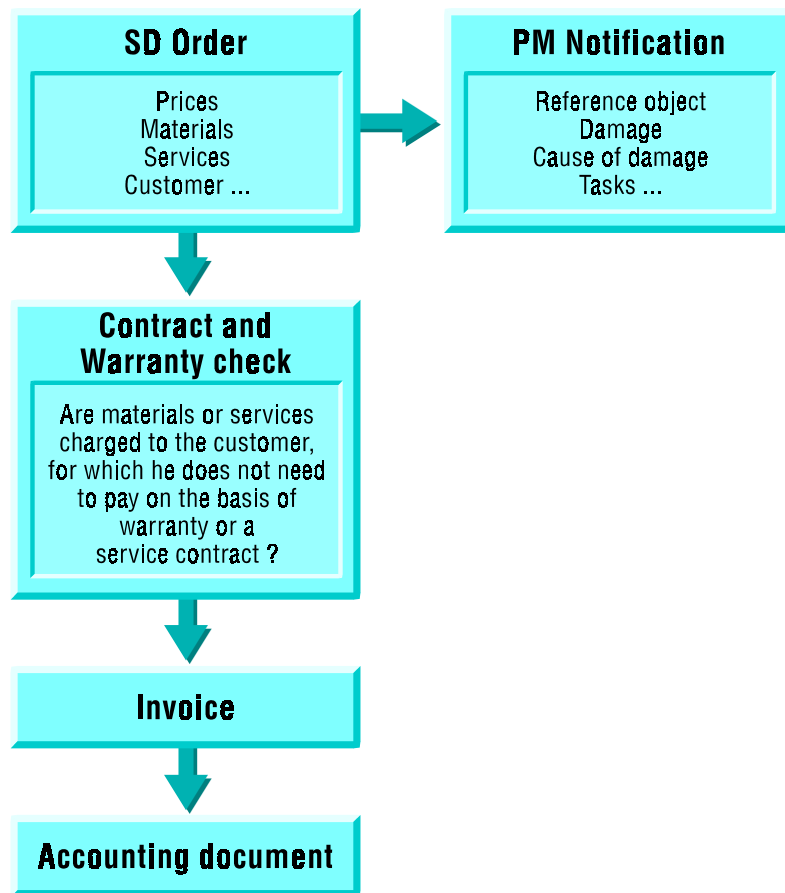 SD Order
Prices
Materials
Services
Customer ...
PM Notification
Reference object
Damage
Cause of damage
Tasks ...
Contract and
Warranty check
Are materials or services
charged to the customer,
for which he does not need
to pay on the basis of
warranty or a
service contract ?
Invoice
Accounting document